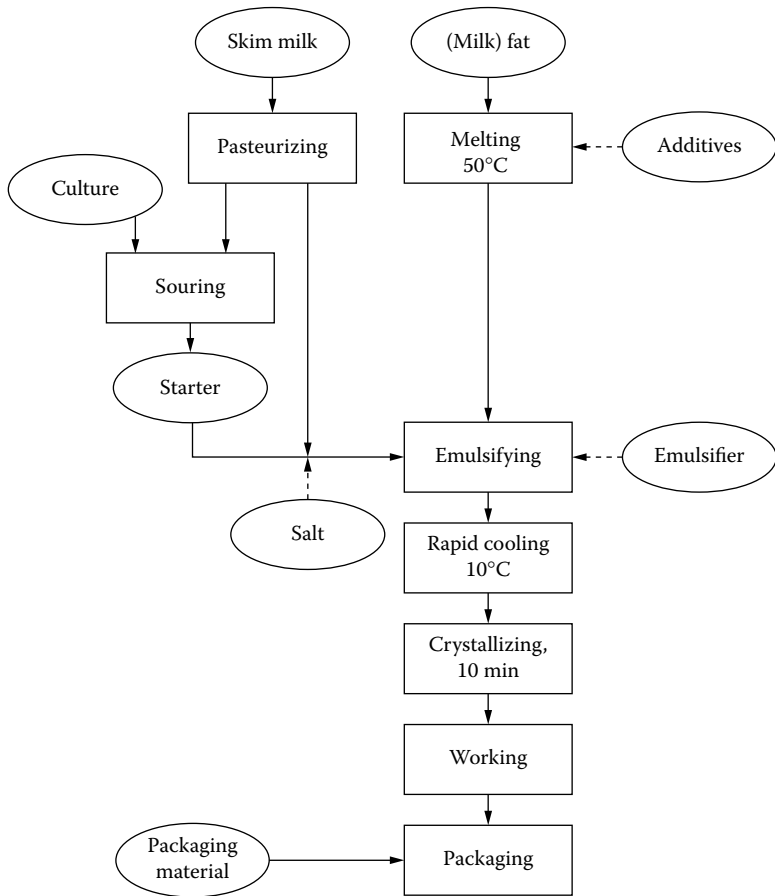 Skim milk
(Milk) fat
Pasteurizing
Melting
50°C
Additives
Culture
Souring
Starter
Emulsifying
Emulsifier
Salt
Rapid cooling
10°C
Crystallizing,
10 min
Working
Packaging
material
Packaging